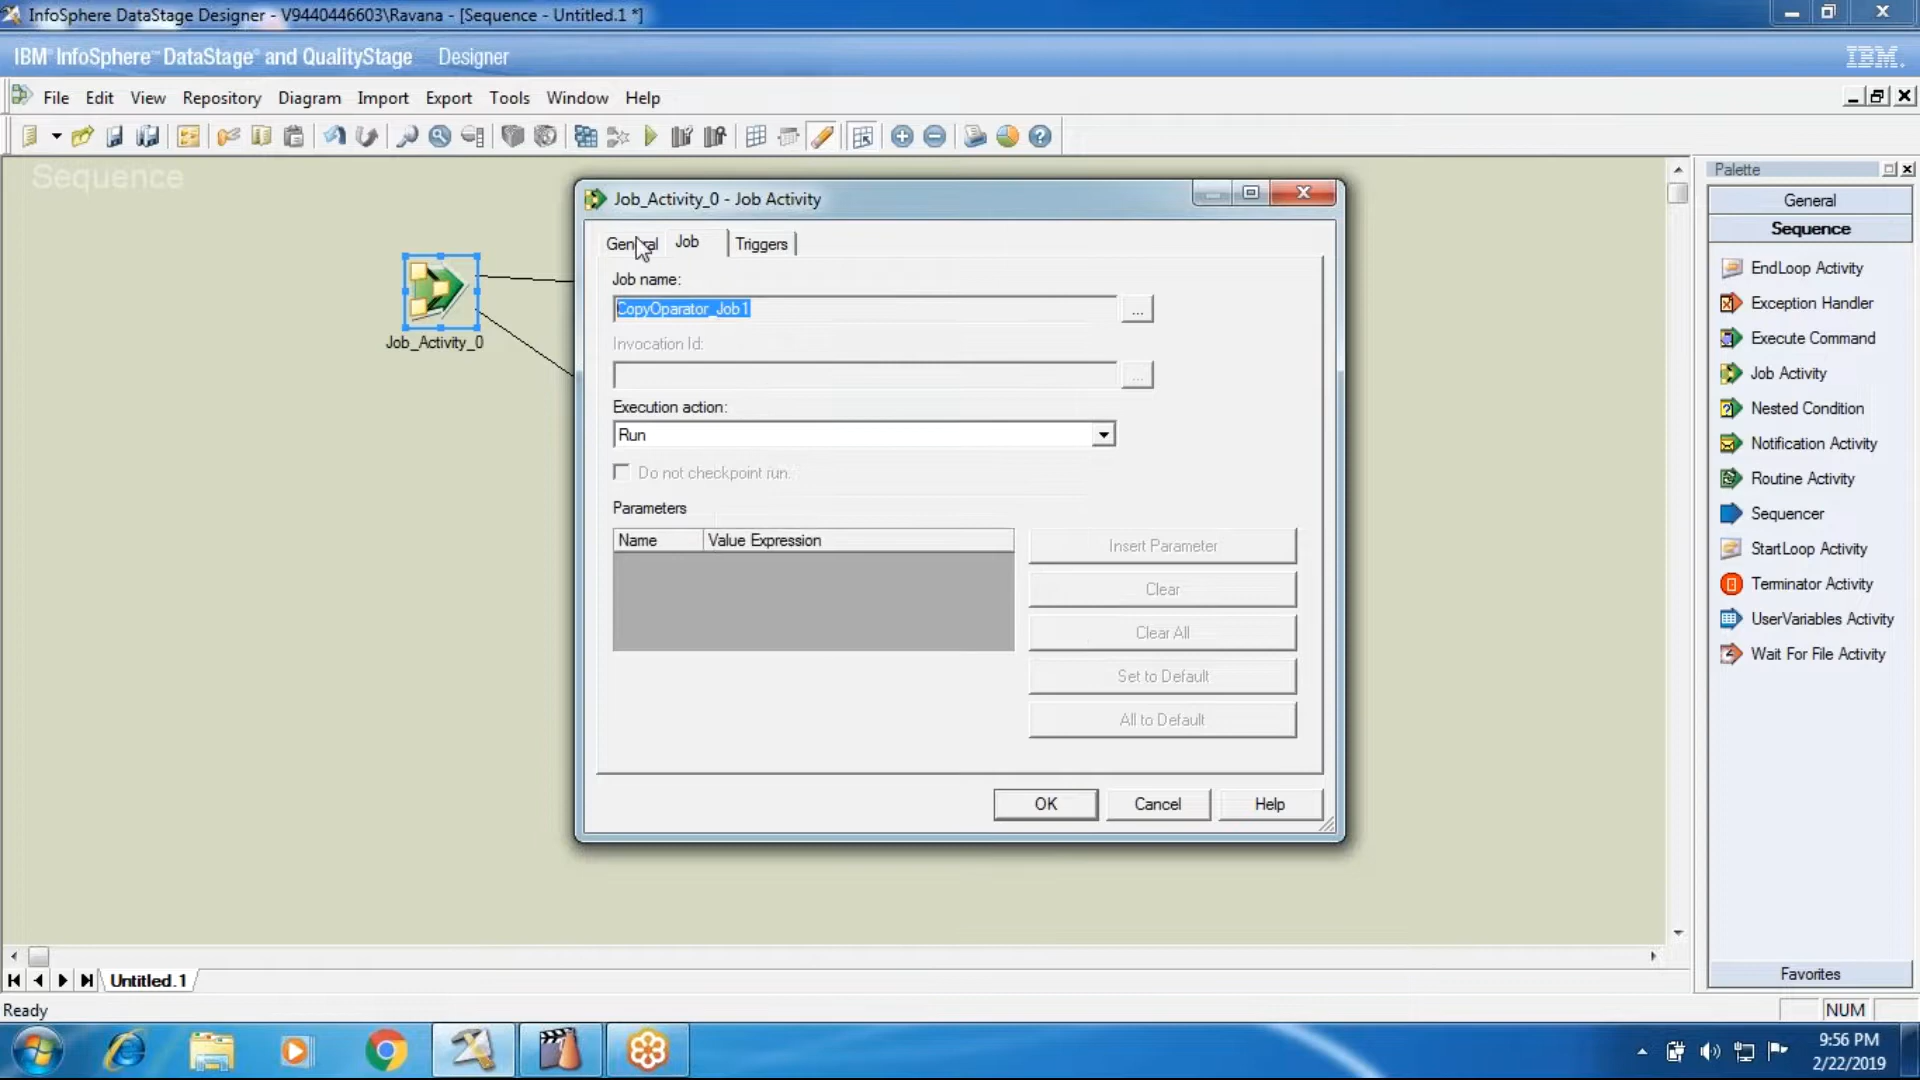 InfoSphere DataStage Designer - V9440446603\Ravana - [Sequence - Untitled.1 *]
IBM® InfoSphere™ DataStage® and QualityStage Designer
IBM.
File Edit View Repository Diagram Import Export Tools Window Help
Sequence
Job_Activity_0
Job_Activity_0 - Job Activity
General Job Triggers
Job name:
CopyOparator_Job1
...
Invocation Id:
...
Execution action:
Run
Do not checkpoint run.
Parameters
Name Value Expression
Insert Parameter
Clear
Clear All
Set to Default
All to Default
OK Cancel Help
Palette
General
Sequence
EndLoop Activity
Exception Handler
Execute Command
Job Activity
Nested Condition
Notification Activity
Routine Activity
Sequencer
StartLoop Activity
Terminator Activity
UserVariables Activity
Wait For File Activity
Favorites
Untitled.1
Ready
NUM
9:56 PM
2/22/2019